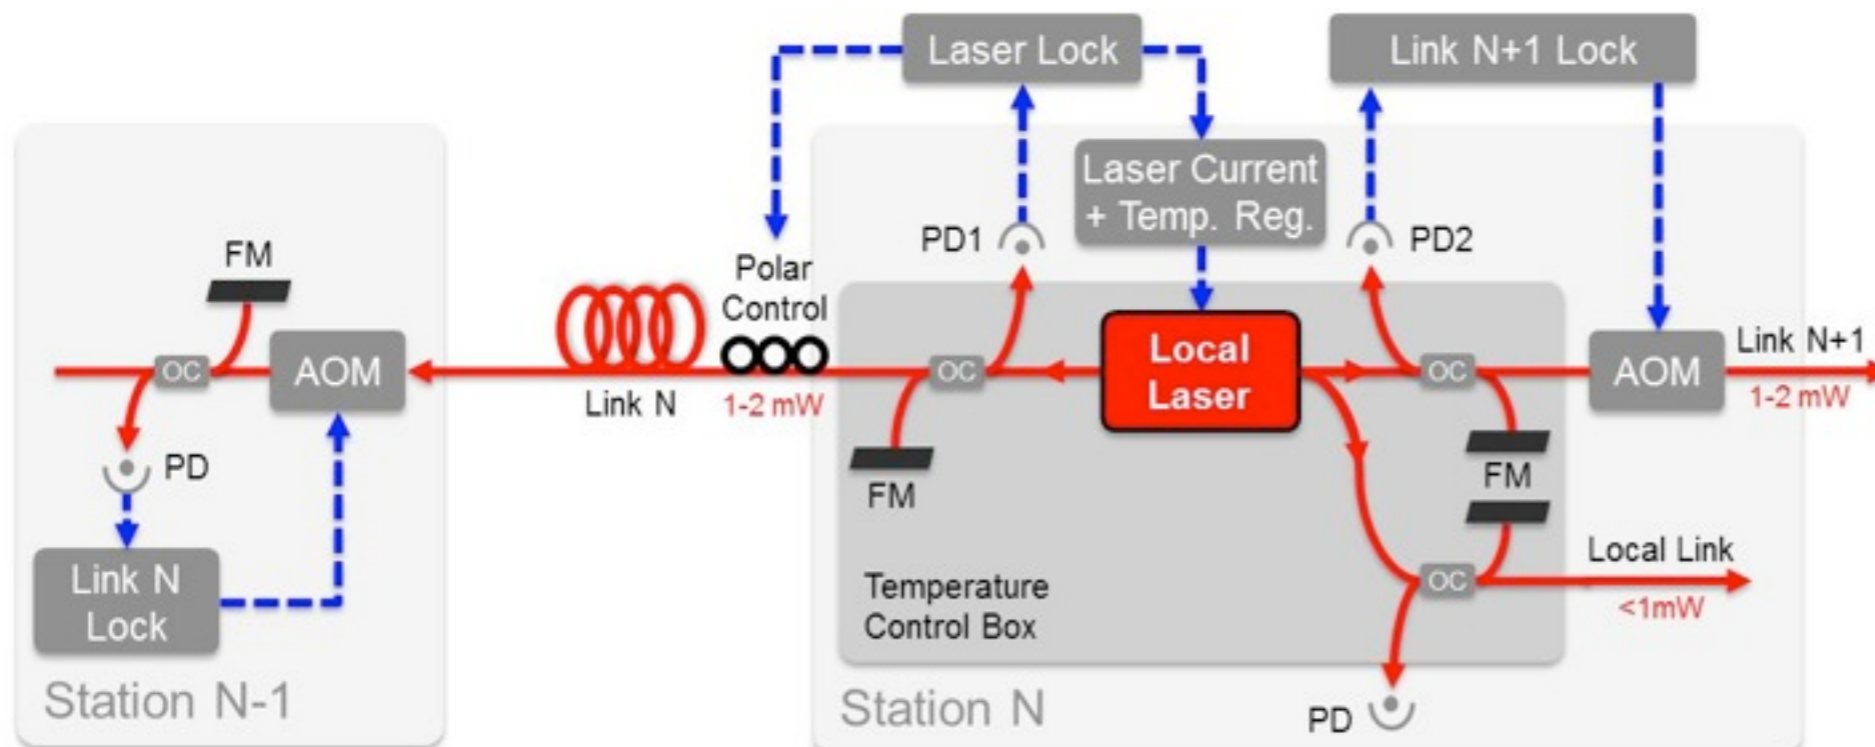 Laser Lock
Link N+1 Lock
Laser Current
+ Temp. Reg.
FM
PD1
PD2
Polar
Control
OC
AOM
Link N
1-2 mW
OC
Local
Laser
OC
AOM
Link N+1
1-2 mW
PD
FM
FM
Link N
Lock
Temperature
Control Box
OC
Local Link
<1mW
Station N-1
Station N
PD